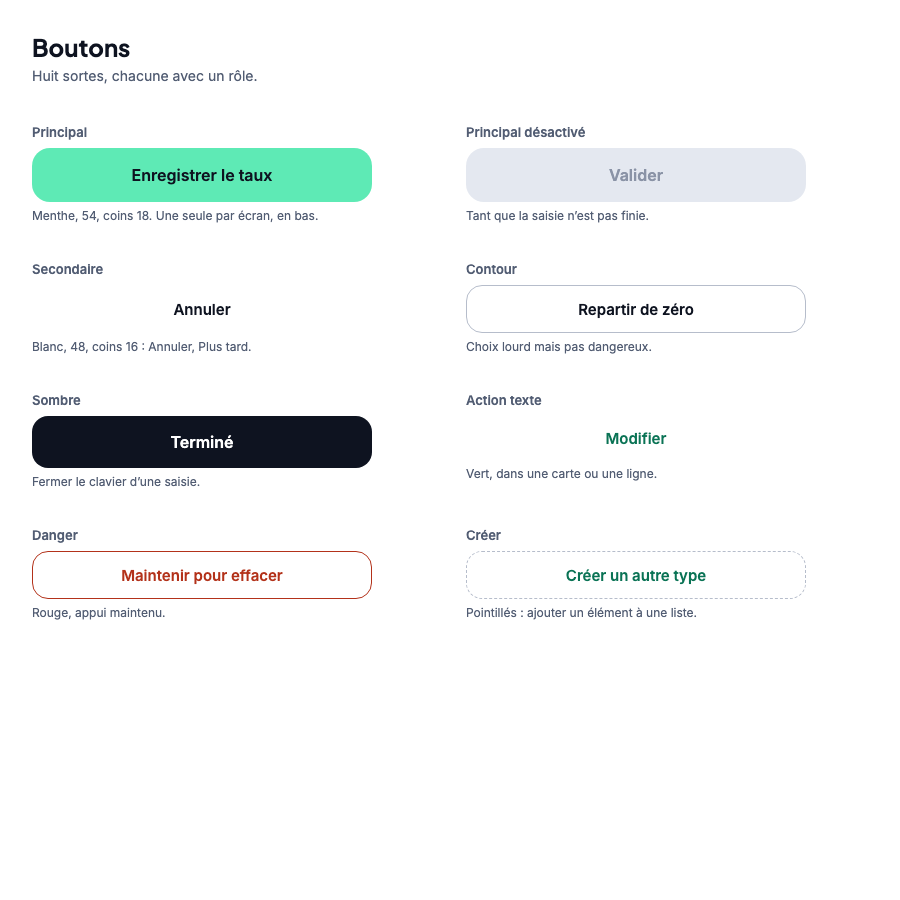 Boutons
Huit sortes, chacune avec un rôle.
Principal
Enregistrer le taux
Menthe, 54, coins 18. Une seule par écran, en bas.
Principal désactivé
Valider
Tant que la saisie n’est pas finie.
Secondaire
Annuler
Blanc, 48, coins 16 : Annuler, Plus tard.
Contour
Repartir de zéro
Choix lourd mais pas dangereux.
Sombre
Terminé
Fermer le clavier d’une saisie.
Action texte
Modifier
Vert, dans une carte ou une ligne.
Danger
Maintenir pour effacer
Rouge, appui maintenu.
Créer
Créer un autre type
Pointillés : ajouter un élément à une liste.